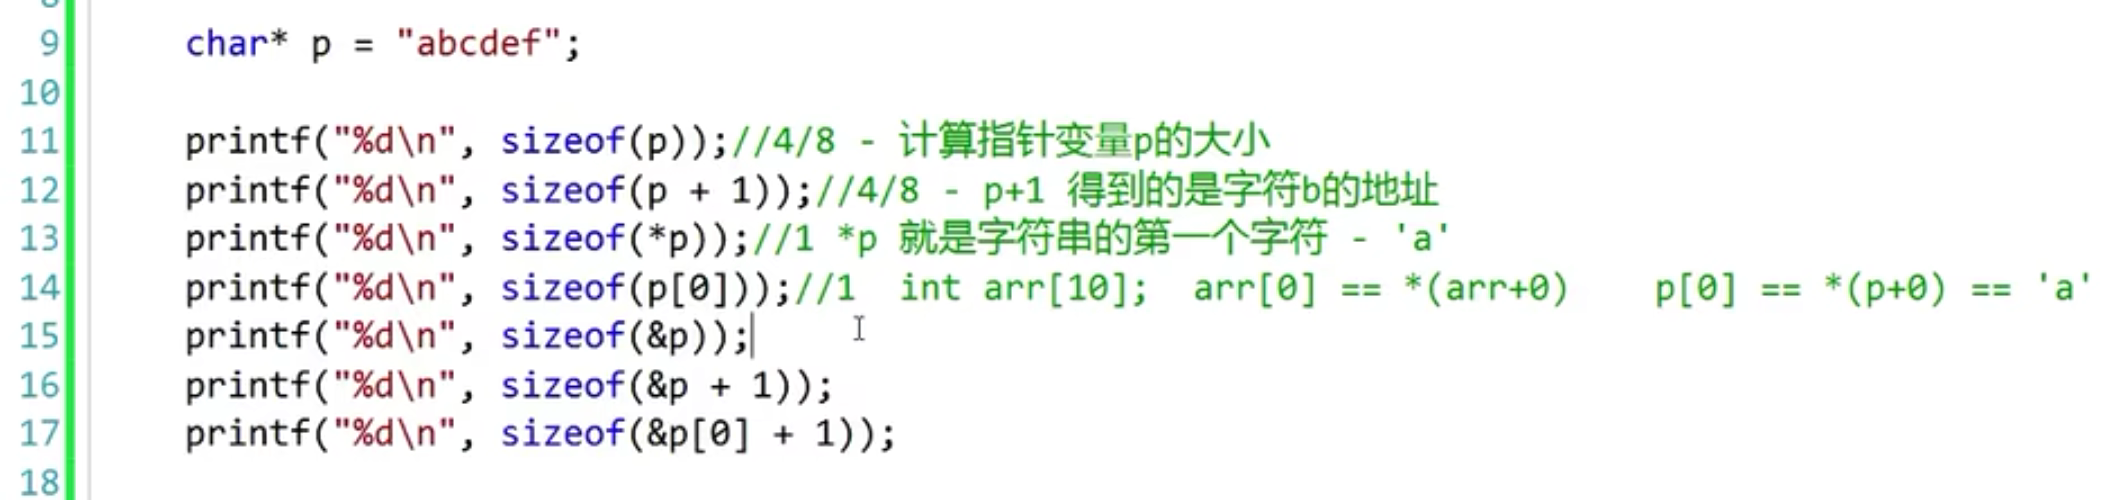 9 char* p = "abcdef";
10
11 printf("%d\n", sizeof(p));//4/8 - 计算指针变量p的大小
12 printf("%d\n", sizeof(p + 1));//4/8 - p+1 得到的是字符b的地址
13 printf("%d\n", sizeof(*p));//1 *p 就是字符串的第一个字符 - 'a'
14 printf("%d\n", sizeof(p[0]));//1  int arr[10];  arr[0] == *(arr+0)    p[0] == *(p+0) == 'a'
15 printf("%d\n", sizeof(&p));
16 printf("%d\n", sizeof(&p + 1));
17 printf("%d\n", sizeof(&p[0] + 1));
18